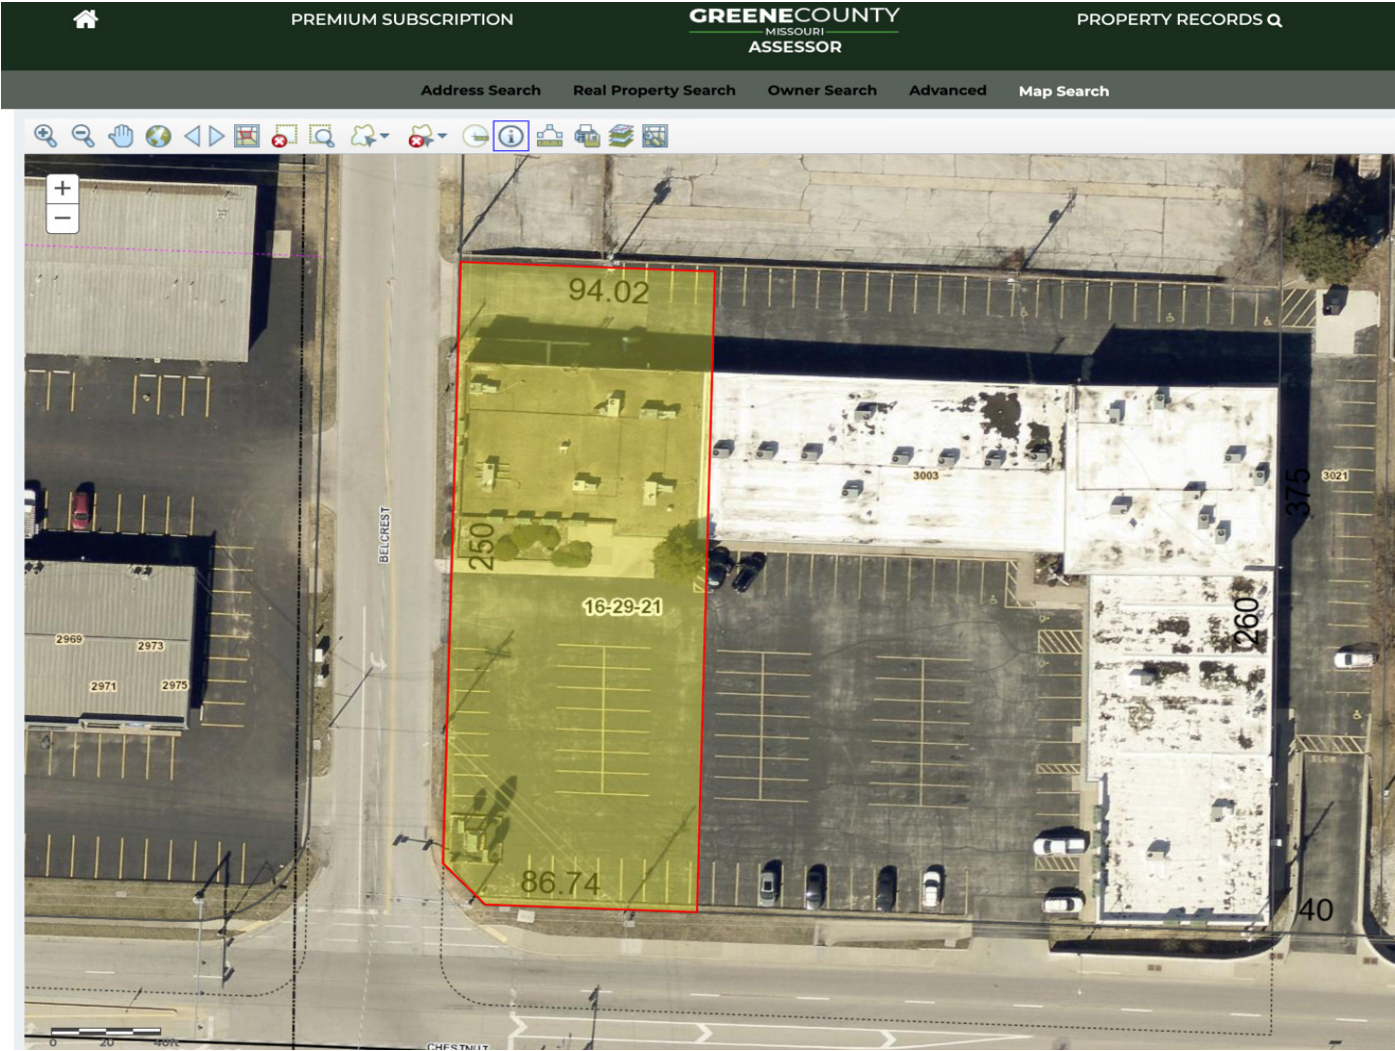 PREMIUM SUBSCRIPTION
GREENECOUNTY
MISSOURI
ASSESSOR
PROPERTY RECORDS
Address Search Real Property Search Owner Search Advanced Map Search
+
−
94.02
BELCREST
250
16-29-21
3003
375
3021
260
2969
2973
2971
2975
86.74
40
0 20 40ft
CHESTNUT